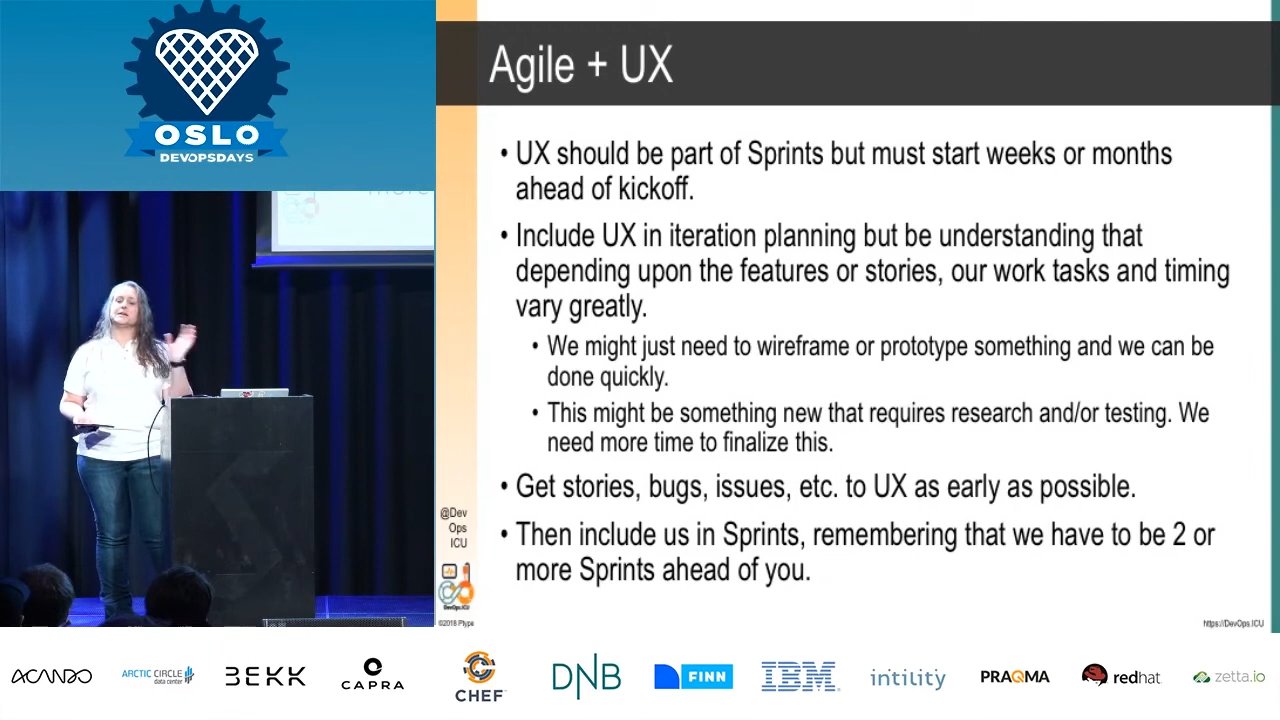 OSLO
DEVOPSDAYS
Agile + UX
• UX should be part of Sprints but must start weeks or months
ahead of kickoff.
• Include UX in iteration planning but be understanding that
depending upon the features or stories, our work tasks and timing
vary greatly.
• We might just need to wireframe or prototype something and we can be
done quickly.
• This might be something new that requires research and/or testing. We
need more time to finalize this.
• Get stories, bugs, issues, etc. to UX as early as possible.
• Then include us in Sprints, remembering that we have to be 2 or
more Sprints ahead of you.
@Dev
Ops
ICU
DevOps.ICU
©2018 Ptype
https://DevOps.ICU
ACANDO
ARCTIC CIRCLE
data center
BEKK
CAPRA
CHEF
DNB
FINN
IBM
intility
PRAQMA
redhat
zetta.io